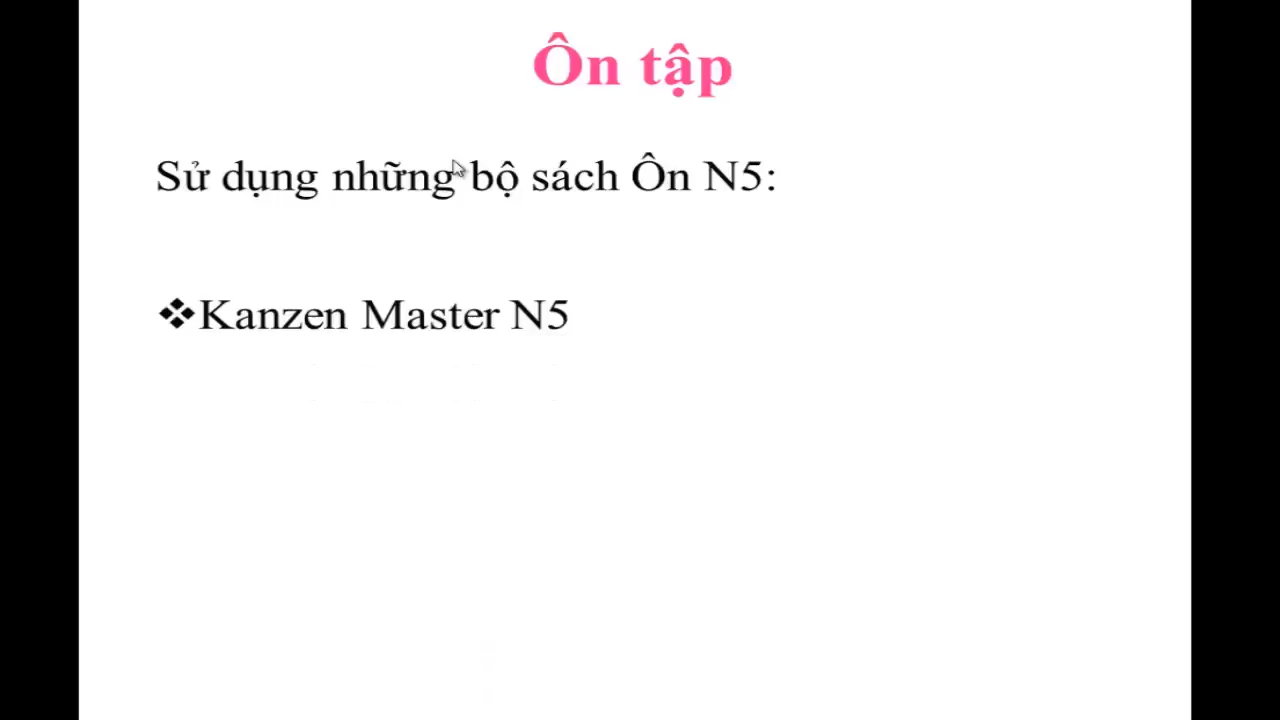 Ôn tập
Sử dụng những bộ sách Ôn N5:
❖Kanzen Master N5